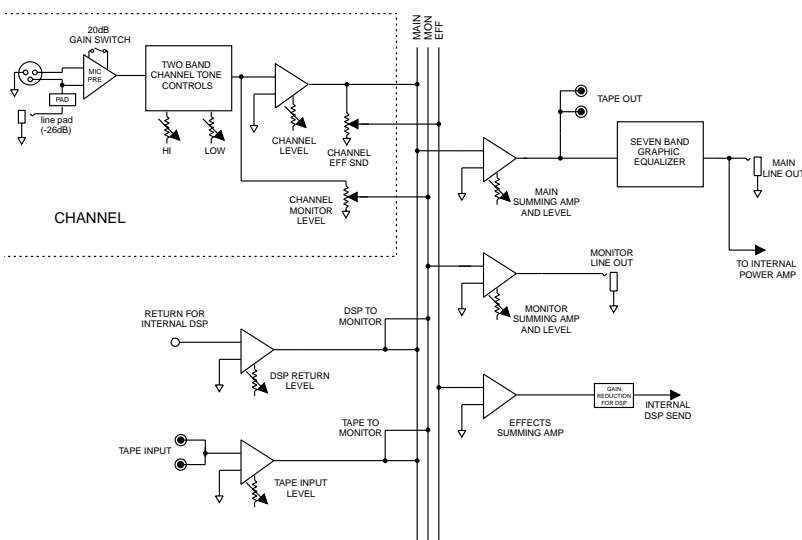 20dB
GAIN SWITCH
MIC
PRE
PAD
line pad
(-26dB)
TWO BAND
CHANNEL TONE
CONTROLS
HI
LOW
CHANNEL
LEVEL
CHANNEL
EFF SND
CHANNEL
MONITOR
LEVEL
CHANNEL
MAIN
MON
EFF
TAPE OUT
MAIN
SUMMING AMP
AND LEVEL
SEVEN BAND
GRAPHIC
EQUALIZER
MAIN
LINE OUT
TO INTERNAL
POWER AMP
MONITOR
LINE OUT
MONITOR
SUMMING AMP
AND LEVEL
RETURN FOR
INTERNAL DSP
DSP TO
MONITOR
DSP RETURN
LEVEL
EFFECTS
SUMMING AMP
GAIN
REDUCTION
FOR DSP
INTERNAL
DSP SEND
TAPE INPUT
TAPE TO
MONITOR
TAPE INPUT
LEVEL